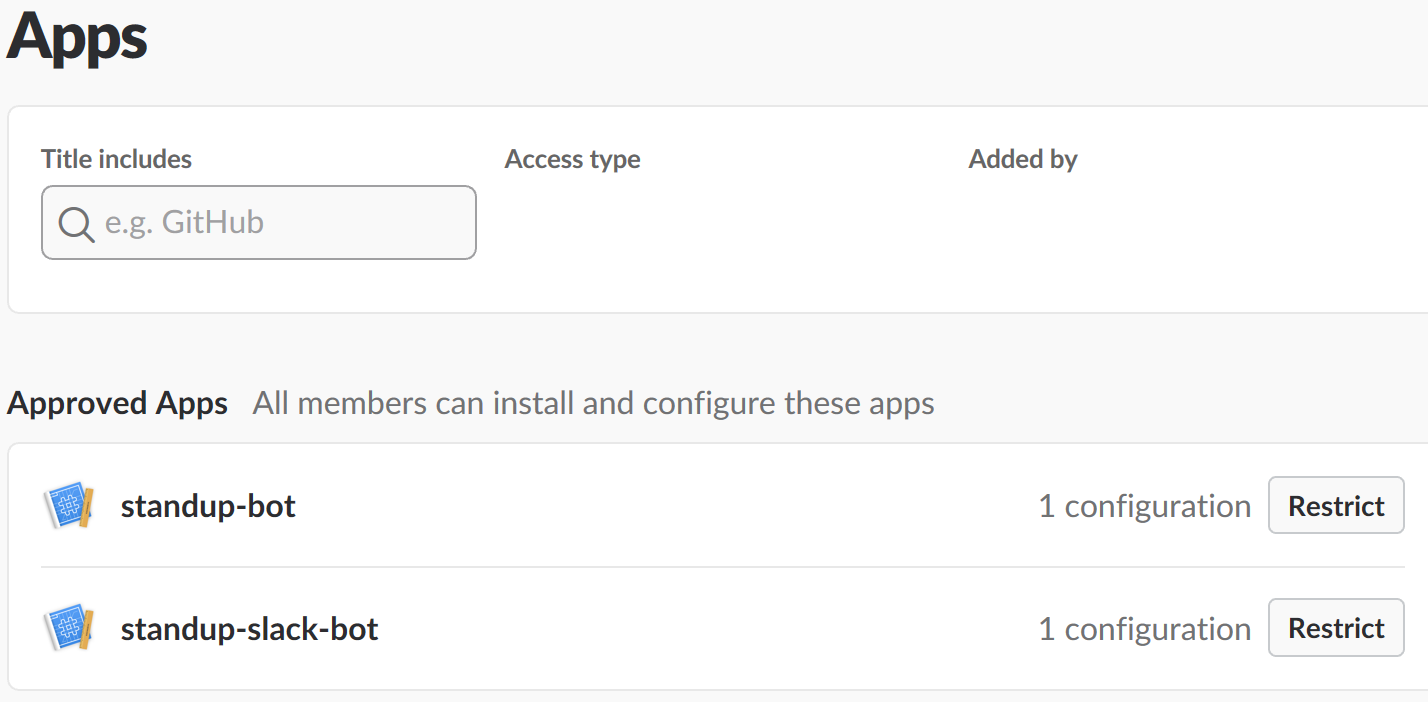 Apps
Title includes Access type Added by
e.g. GitHub
Approved Apps All members can install and configure these apps
standup-bot 1 configuration Restrict
standup-slack-bot 1 configuration Restrict